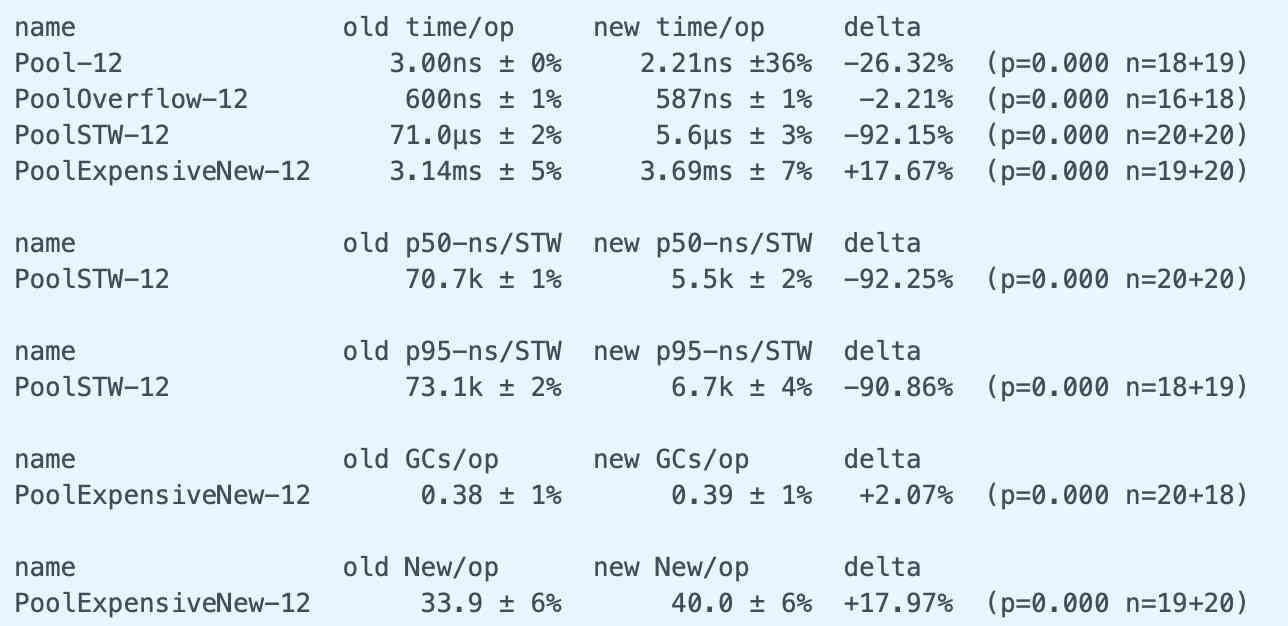 name                 old time/op     new time/op     delta
Pool-12                 3.00ns ± 0%     2.21ns ±36%  -26.32%  (p=0.000 n=18+19)
PoolOverflow-12          600ns ± 1%      587ns ± 1%   -2.21%  (p=0.000 n=16+18)
PoolSTW-12              71.0µs ± 2%      5.6µs ± 3%  -92.15%  (p=0.000 n=20+20)
PoolExpensiveNew-12     3.14ms ± 5%     3.69ms ± 7%  +17.67%  (p=0.000 n=19+20)

name                 old p50-ns/STW  new p50-ns/STW  delta
PoolSTW-12               70.7k ± 1%       5.5k ± 2%  -92.25%  (p=0.000 n=20+20)

name                 old p95-ns/STW  new p95-ns/STW  delta
PoolSTW-12               73.1k ± 2%       6.7k ± 4%  -90.86%  (p=0.000 n=18+19)

name                 old GCs/op      new GCs/op      delta
PoolExpensiveNew-12       0.38 ± 1%       0.39 ± 1%   +2.07%  (p=0.000 n=20+18)

name                 old New/op      new New/op      delta
PoolExpensiveNew-12       33.9 ± 6%       40.0 ± 6%  +17.97%  (p=0.000 n=19+20)